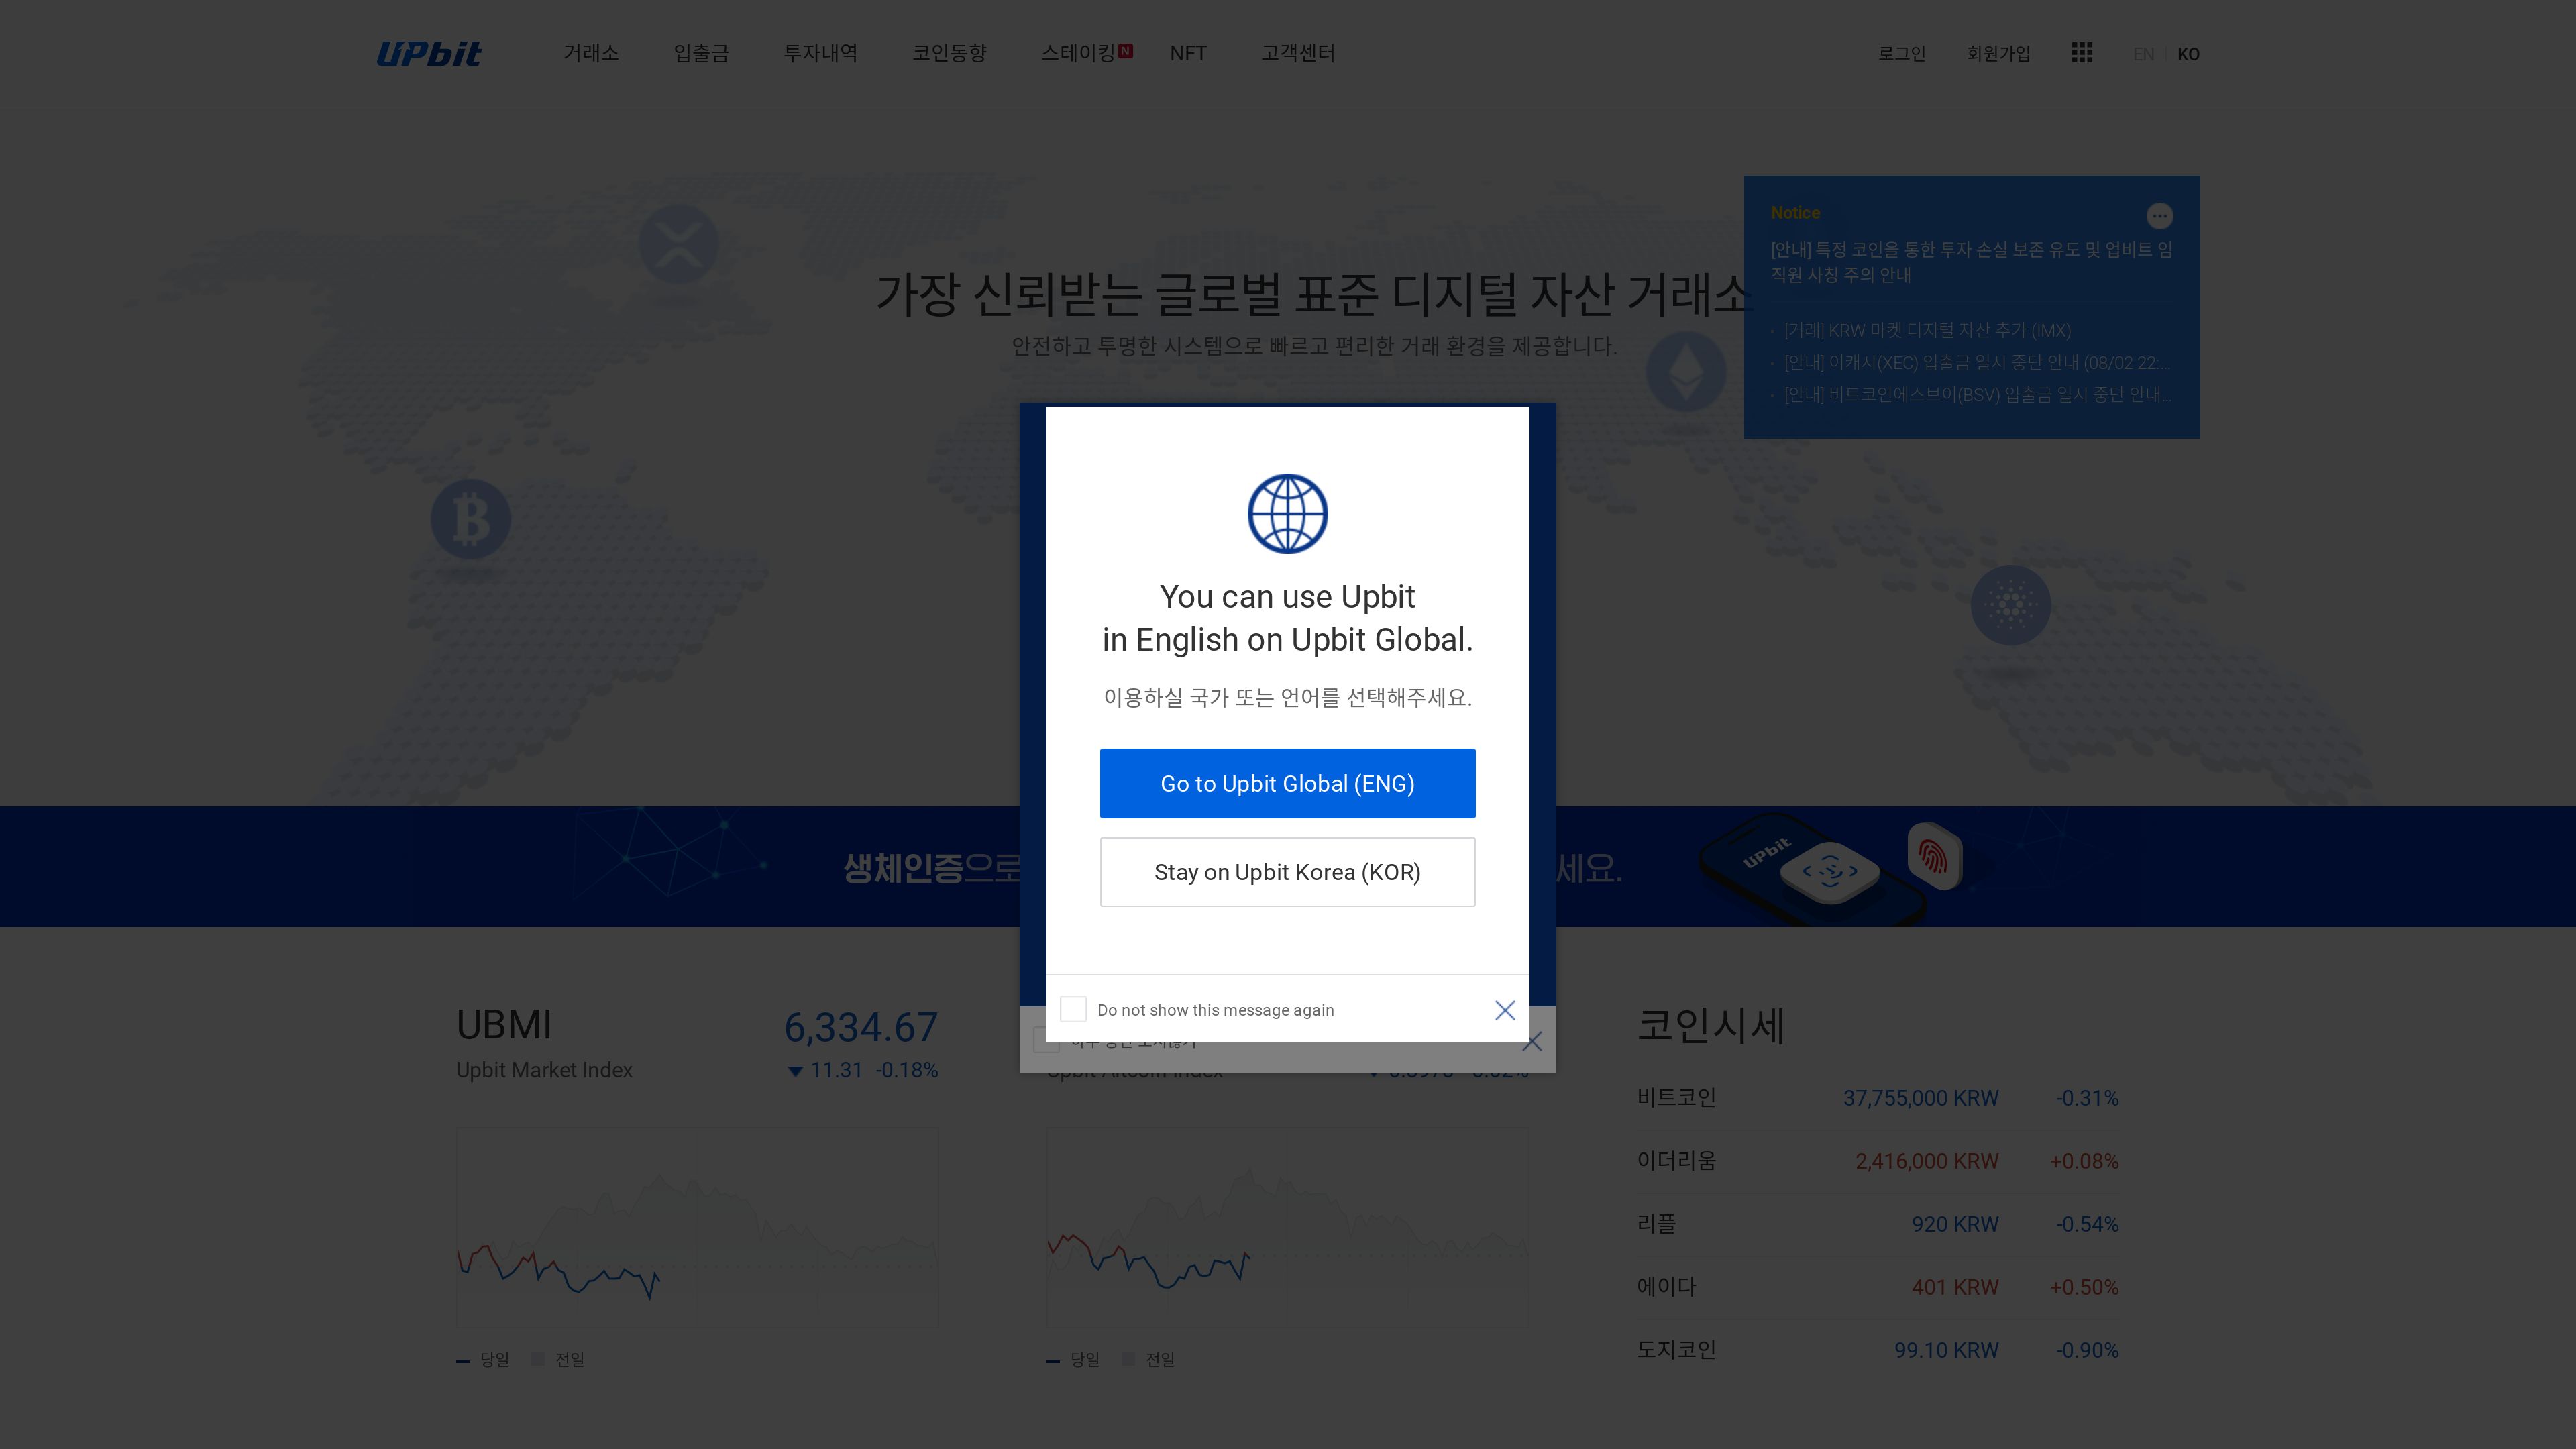 UPbit
거래소
입출금
투자내역
코인동향
스테이킹 N
NFT
고객센터
로그인
회원가입
EN
KO
가장 신뢰받는 글로벌 표준 디지털 자산 거래소
안전하고 투명한 시스템으로 빠르고 편리한 거래 환경을 제공합니다.
Notice
[안내] 특정 코인을 통한 투자 손실 보존 유도 및 업비트 임
직원 사칭 주의 안내
[거래] KRW 마켓 디지털 자산 추가 (IMX)
[안내] 이캐시(XEC) 입출금 일시 중단 안내 (08/02 22:...
[안내] 비트코인에스브이(BSV) 입출금 일시 중단 안내...
You can use Upbit
in English on Upbit Global.
이용하실 국가 또는 언어를 선택해주세요.
Go to Upbit Global (ENG)
Stay on Upbit Korea (KOR)
Do not show this message again
생체인증으로
세요.
UPbit
UBMI
6,334.67
Upbit Market Index
11.31 -0.18%
당일
전일
당일
전일
코인시세
비트코인 37,755,000 KRW -0.31%
이더리움 2,416,000 KRW +0.08%
리플 920 KRW -0.54%
에이다 401 KRW +0.50%
도지코인 99.10 KRW -0.90%